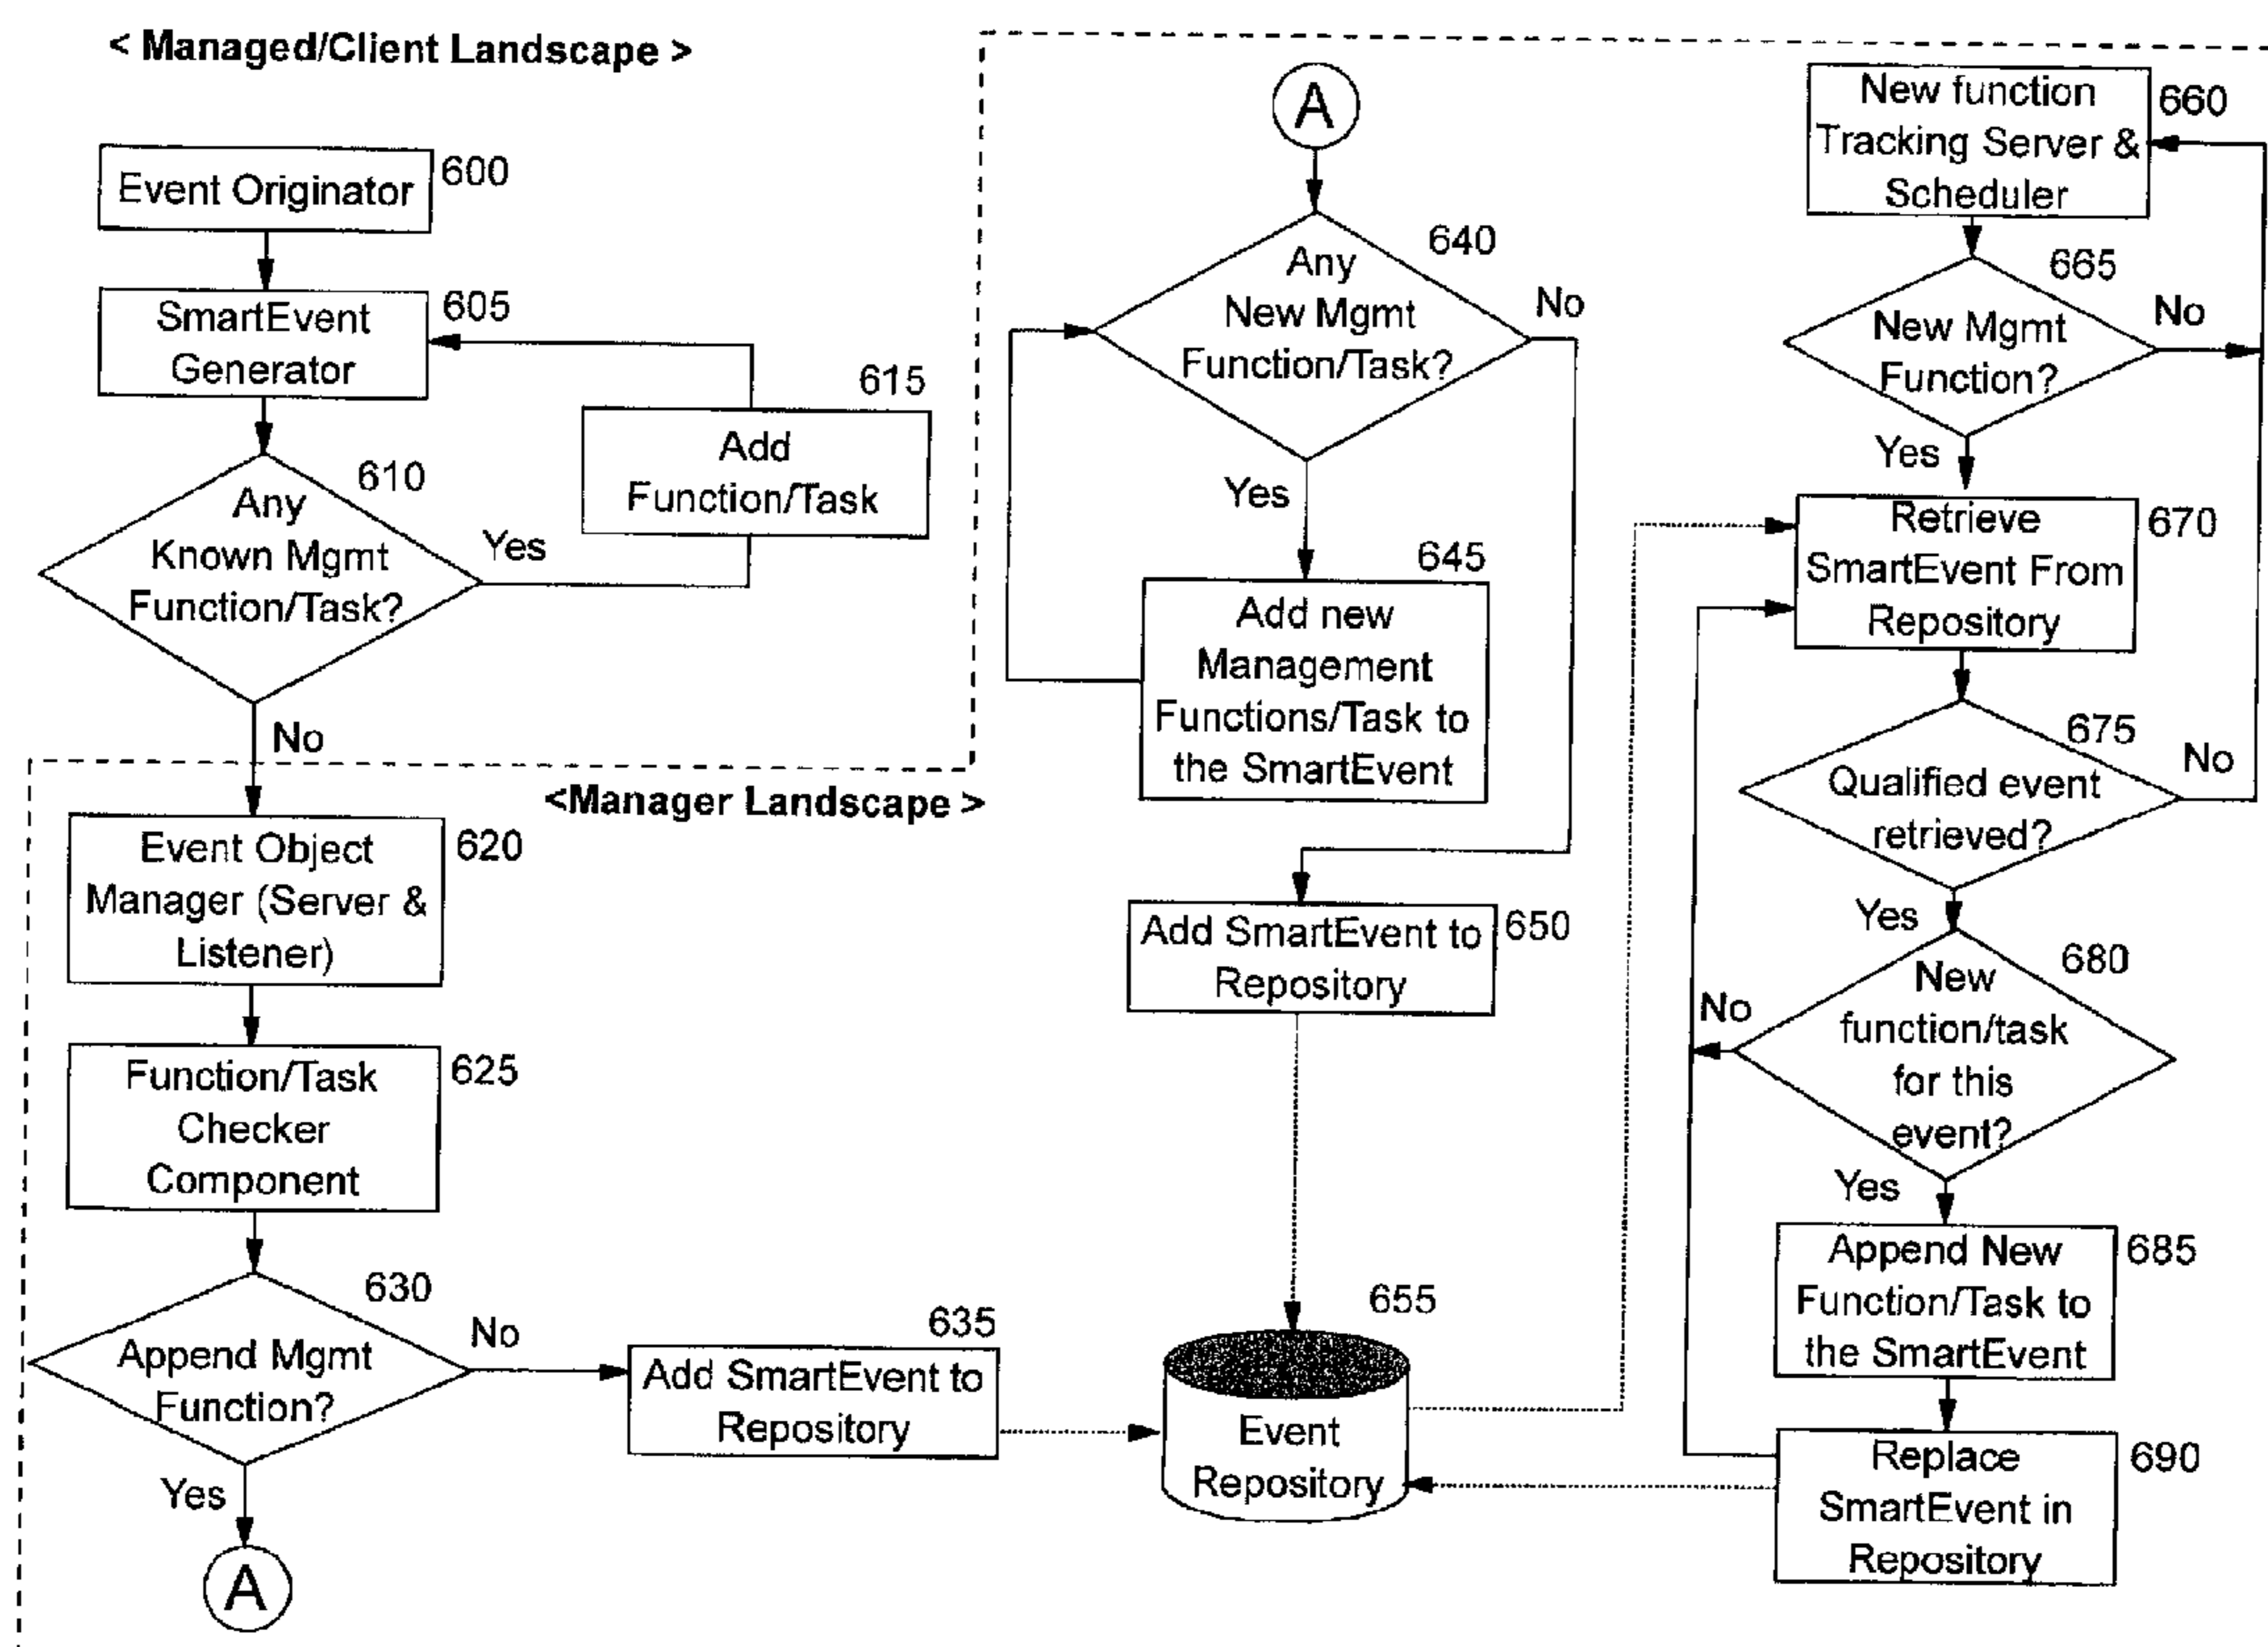 < Managed/Client Landscape >
Event Originator
600
SmartEvent
Generator
605
615
Add
Function/Task
610
Any
Known Mgmt
Function/Task?
Yes
No
<Manager Landscape >
Event Object
Manager (Server &
Listener)
620
Function/Task
Checker
Component
625
630
Append Mgmt
Function?
No
Yes
A
635
Add SmartEvent to
Repository
A
640
Any
New Mgmt
Function/Task?
No
Yes
645
Add new
Management
Functions/Task to
the SmartEvent
Add SmartEvent to
Repository
650
655
Event
Repository
New function
Tracking Server &
Scheduler
660
665
New Mgmt
Function?
No
Yes
Retrieve
SmartEvent From
Repository
670
675
Qualified event
retrieved?
No
Yes
680
New
function/task
for this
event?
No
Yes
Append New
Function/Task to
the SmartEvent
685
Replace
SmartEvent in
Repository
690